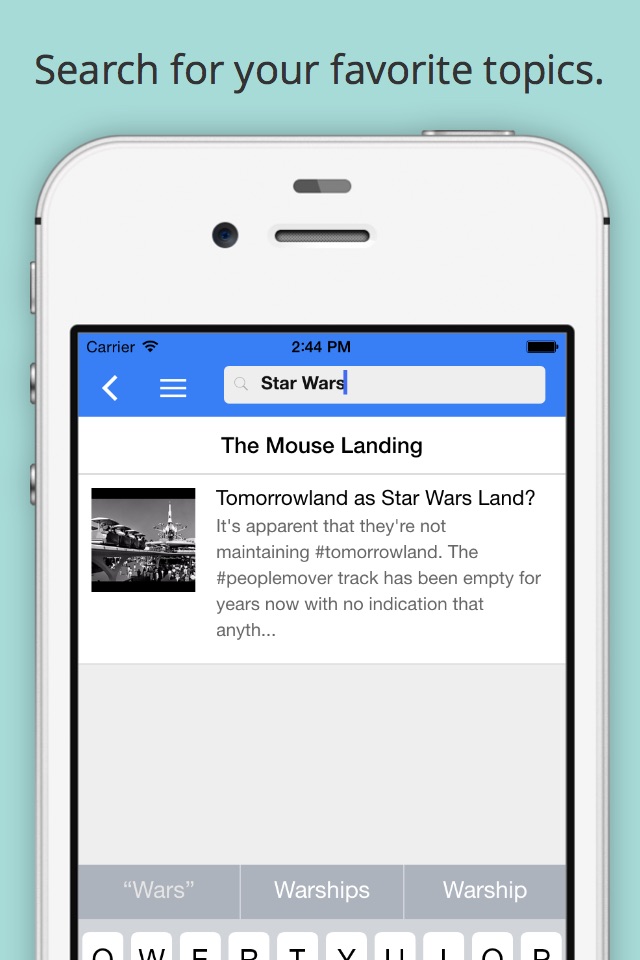 Search for your favorite topics.
Carrier 2:44 PM
Star Wars
The Mouse Landing
Tomorrowland as Star Wars Land?
It's apparent that they're not
maintaining #tomorrowland. The
#peoplemover track has been empty for
years now with no indication that
anyth...
“Wars” Warships Warship
Q W E R T Y U I O P